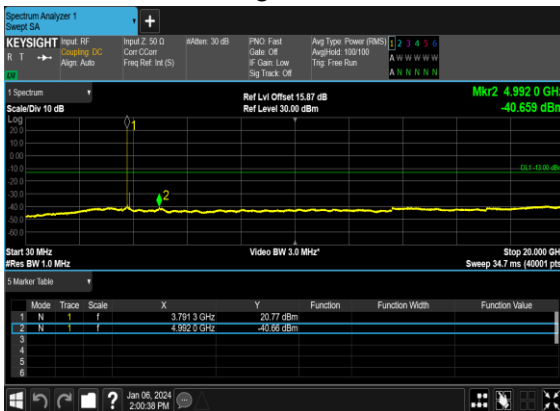 Spectrum Analyzer 1
Swept SA
KEYSIGHT Input: RF Input Z: 50 Ω #Atten: 30 dB PNO: Fast Avg Type: Power (RMS) 1 2 3 4 5 6
R T Coupling: DC Corr CCorr Gate: Off Avg|Hold: 100/100 A W W W W W
Align: Auto Freq Ref: Int (S) IF Gain: Low Trig: Free Run
LV Sig Track: Off A N N N N N
1 Spectrum Ref Lvl Offset 15.87 dB Mkr2 4.992 0 GHz
Scale/Div 10 dB Ref Level 30.00 dBm -40.659 dBm
Log
20.0
10.0
0.00
-10.0
DL1 -13.00 dBm
-20.0
-30.0
-40.0
-50.0
-60.0
1
2
Start 30 MHz Video BW 3.0 MHz* Stop 20.000 GHz
#Res BW 1.0 MHz Sweep 34.7 ms (40001 pts
5 Marker Table
Mode Trace Scale X Y Function Function Width Function Value
1 N 1 f 3.791 3 GHz 20.77 dBm
2 N 1 f 4.992 0 GHz -40.66 dBm
3
4
5
6
? Jan 06, 2024
2:00:38 PM